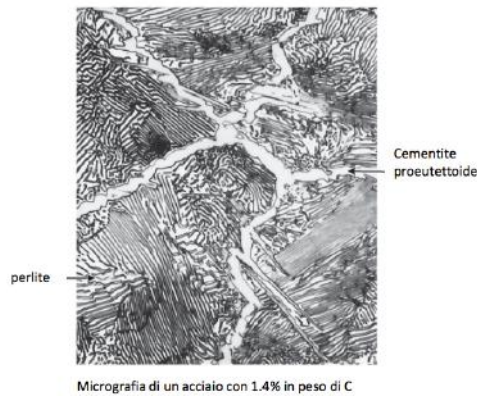 Cementite
proeutettoide
perlite
Micrografia di un acciaio con 1.4% in peso di C